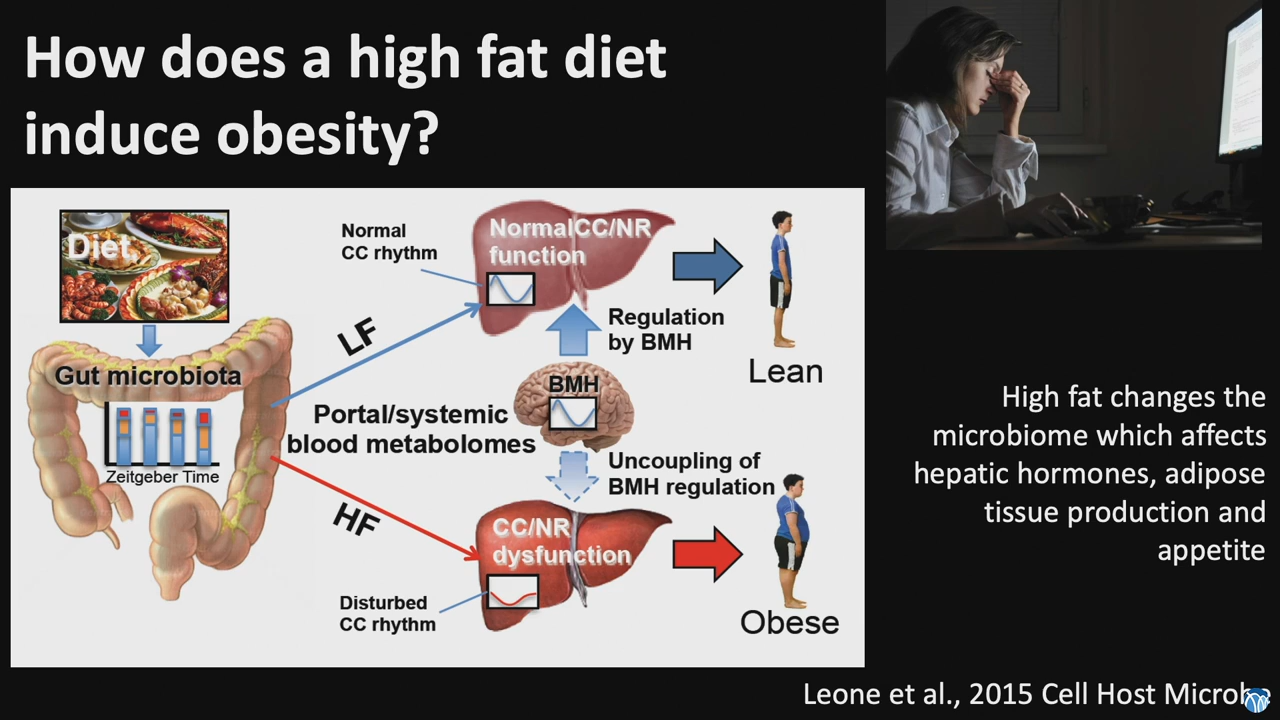 How does a high fat diet
induce obesity?
Diet
Gut microbiota
Zeitgeber Time
Normal
CC rhythm
NormalCC/NR
function
LF
Portal/systemic
blood metabolomes
HF
BMH
Regulation
by BMH
Uncoupling of
BMH regulation
CC/NR
dysfunction
Disturbed
CC rhythm
Lean
Obese
High fat changes the
microbiome which affects
hepatic hormones, adipose
tissue production and
appetite
Leone et al., 2015 Cell Host